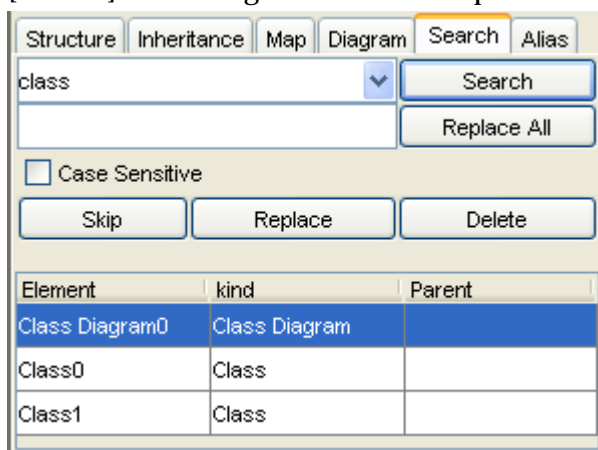 Structure Inheritance Map Diagram Search Alias
class Search
Replace All
Case Sensitive
Skip Replace Delete
Element kind Parent
Class Diagram0 Class Diagram
Class0 Class
Class1 Class